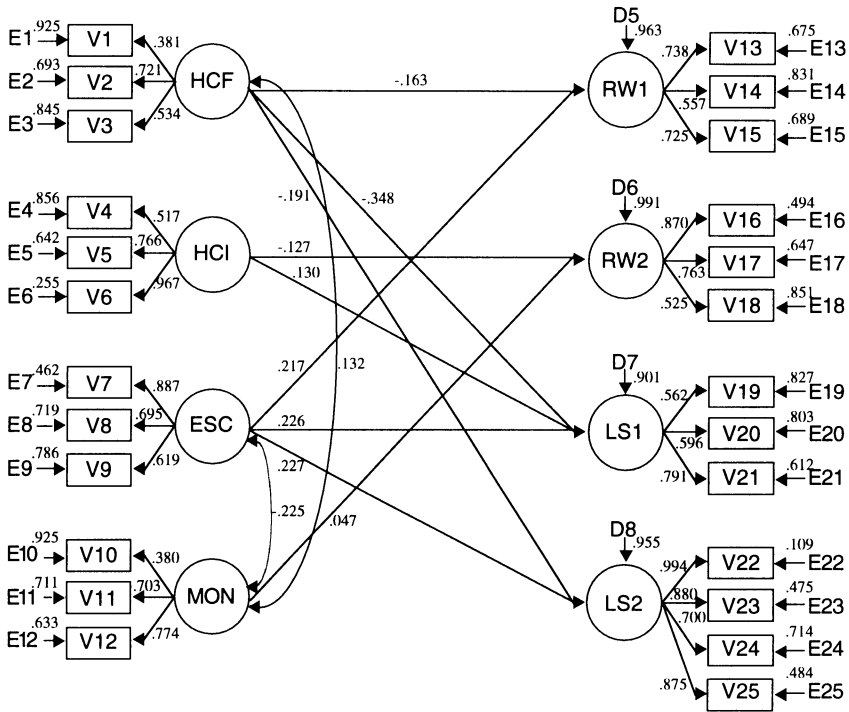 D5
.963
E1 .925 V1 .381
E2 .693 V2 .721 HCF
E3 .845 V3 .534
-.163
RW1 .738 V13 .675 E13
.557 V14 .831 E14
.725 V15 .689 E15
-.191 -.348
D6
.991
E4 .856 V4 .517
E5 .642 V5 .766 HCI
E6 .255 V6 .967
-.127
.130
RW2 .870 V16 .494 E16
.763 V17 .647 E17
.525 V18 .851 E18
D7
.901
.217 .132
E7 .462 V7 .887
E8 .719 V8 .695 ESC
E9 .786 V9 .619
.226
.227
LS1 .562 V19 .827 E19
.596 V20 .803 E20
.791 V21 .612 E21
-.225 .047
D8
.955
E10 .925 V10 .380
E11 .711 V11 .703 MON
E12 .633 V12 .774
LS2 .994 V22 .109 E22
.880 V23 .475 E23
.700 V24 .714 E24
.875 V25 .484 E25